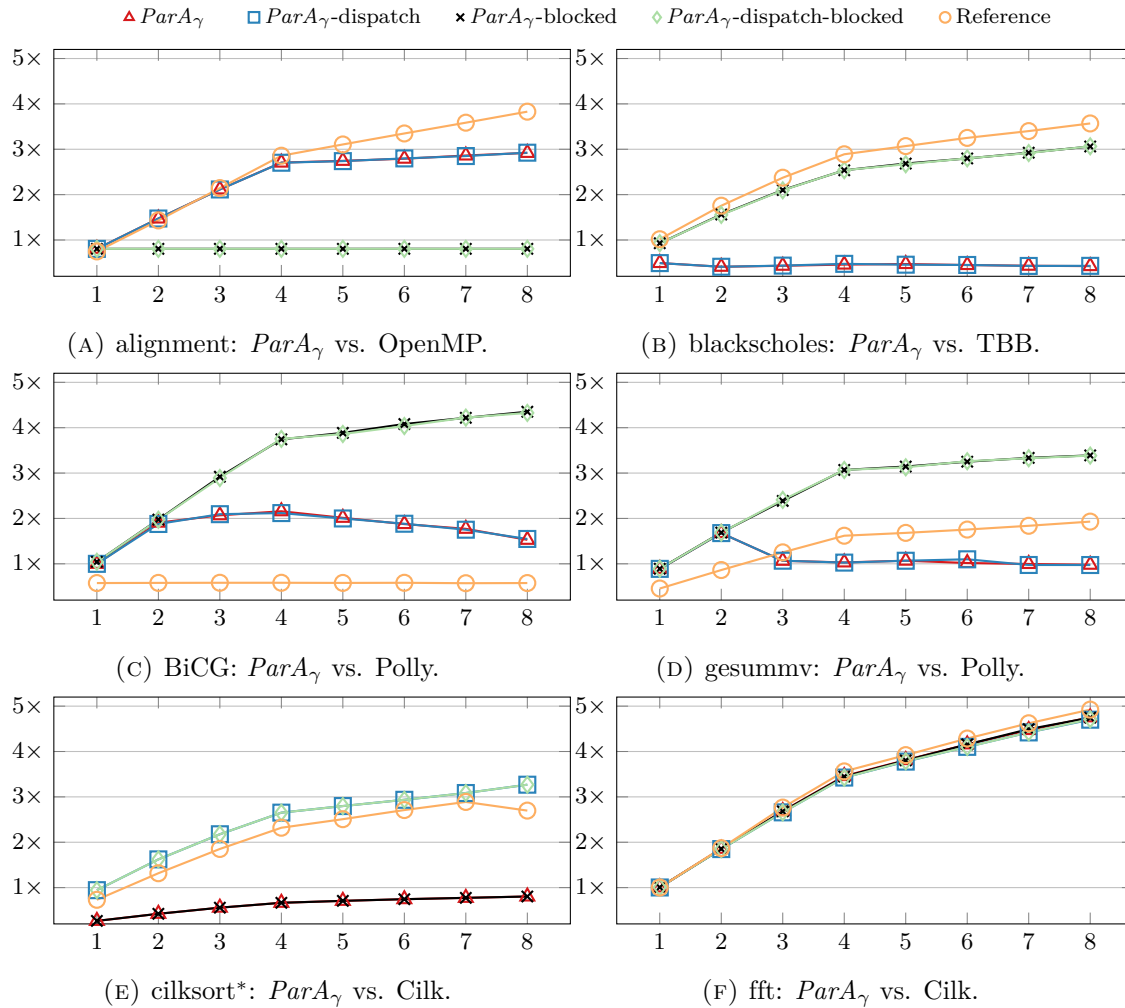 ParAγ ParAγ-dispatch ParAγ-blocked ParAγ-dispatch-blocked Reference
5×
4×
3×
2×
1×
1 2 3 4 5 6 7 8
(A) alignment: ParAγ vs. OpenMP.
5×
4×
3×
2×
1×
1 2 3 4 5 6 7 8
(B) blackscholes: ParAγ vs. TBB.
5×
4×
3×
2×
1×
1 2 3 4 5 6 7 8
(C) BiCG: ParAγ vs. Polly.
5×
4×
3×
2×
1×
1 2 3 4 5 6 7 8
(D) gesummv: ParAγ vs. Polly.
5×
4×
3×
2×
1×
1 2 3 4 5 6 7 8
(E) cilksort*: ParAγ vs. Cilk.
5×
4×
3×
2×
1×
1 2 3 4 5 6 7 8
(F) fft: ParAγ vs. Cilk.